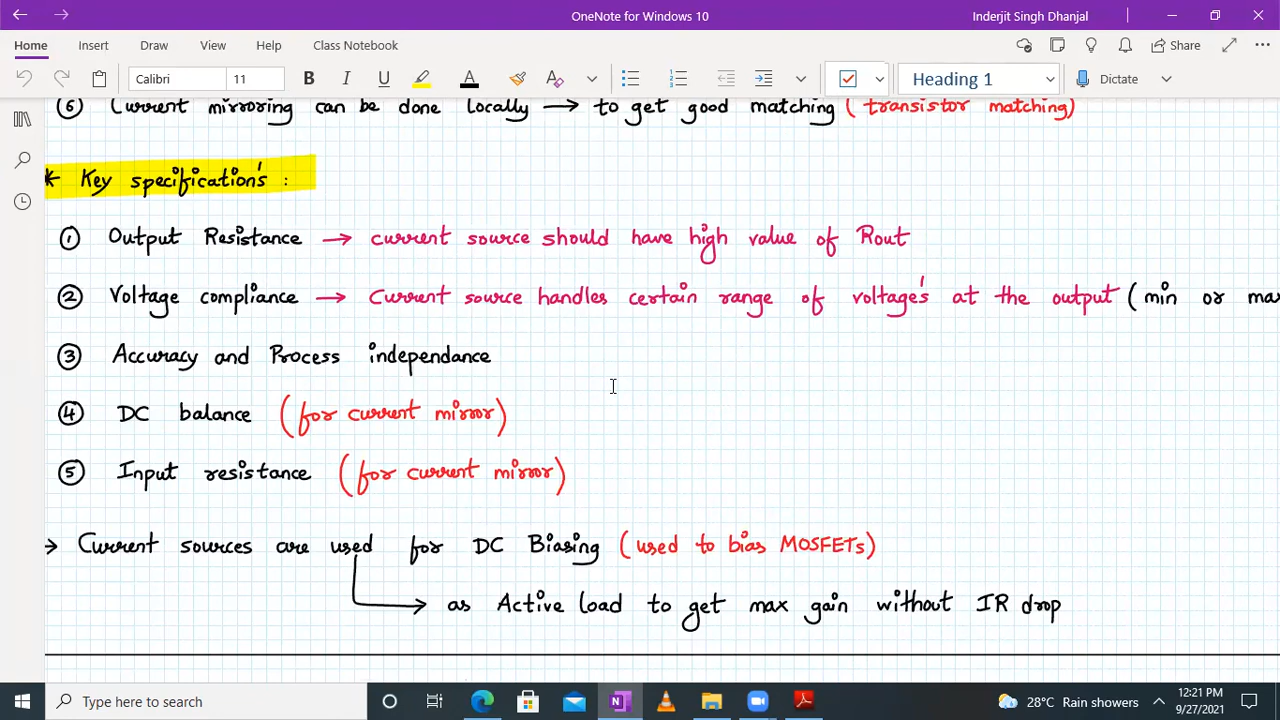 OneNote for Windows 10
Inderjit Singh Dhanjal
Home Insert Draw View Help Class Notebook Share
Calibri 11 B I U A Heading 1 Dictate
⑥ Current mirroring can be done locally → to get good matching (transistor matching)
* Key specification's :
① Output Resistance → current source should have high value of Rout
② Voltage compliance → Current source handles certain range of voltage's at the output (min or max
③ Accuracy and Process independance
④ DC balance (for current mirror)
⑤ Input resistance (for current mirror)
→ Current sources are used for DC Biasing (used to bias MOSFETs)
→ as Active load to get max gain without IR drop
Type here to search
28°C Rain showers
12:21 PM
9/27/2021